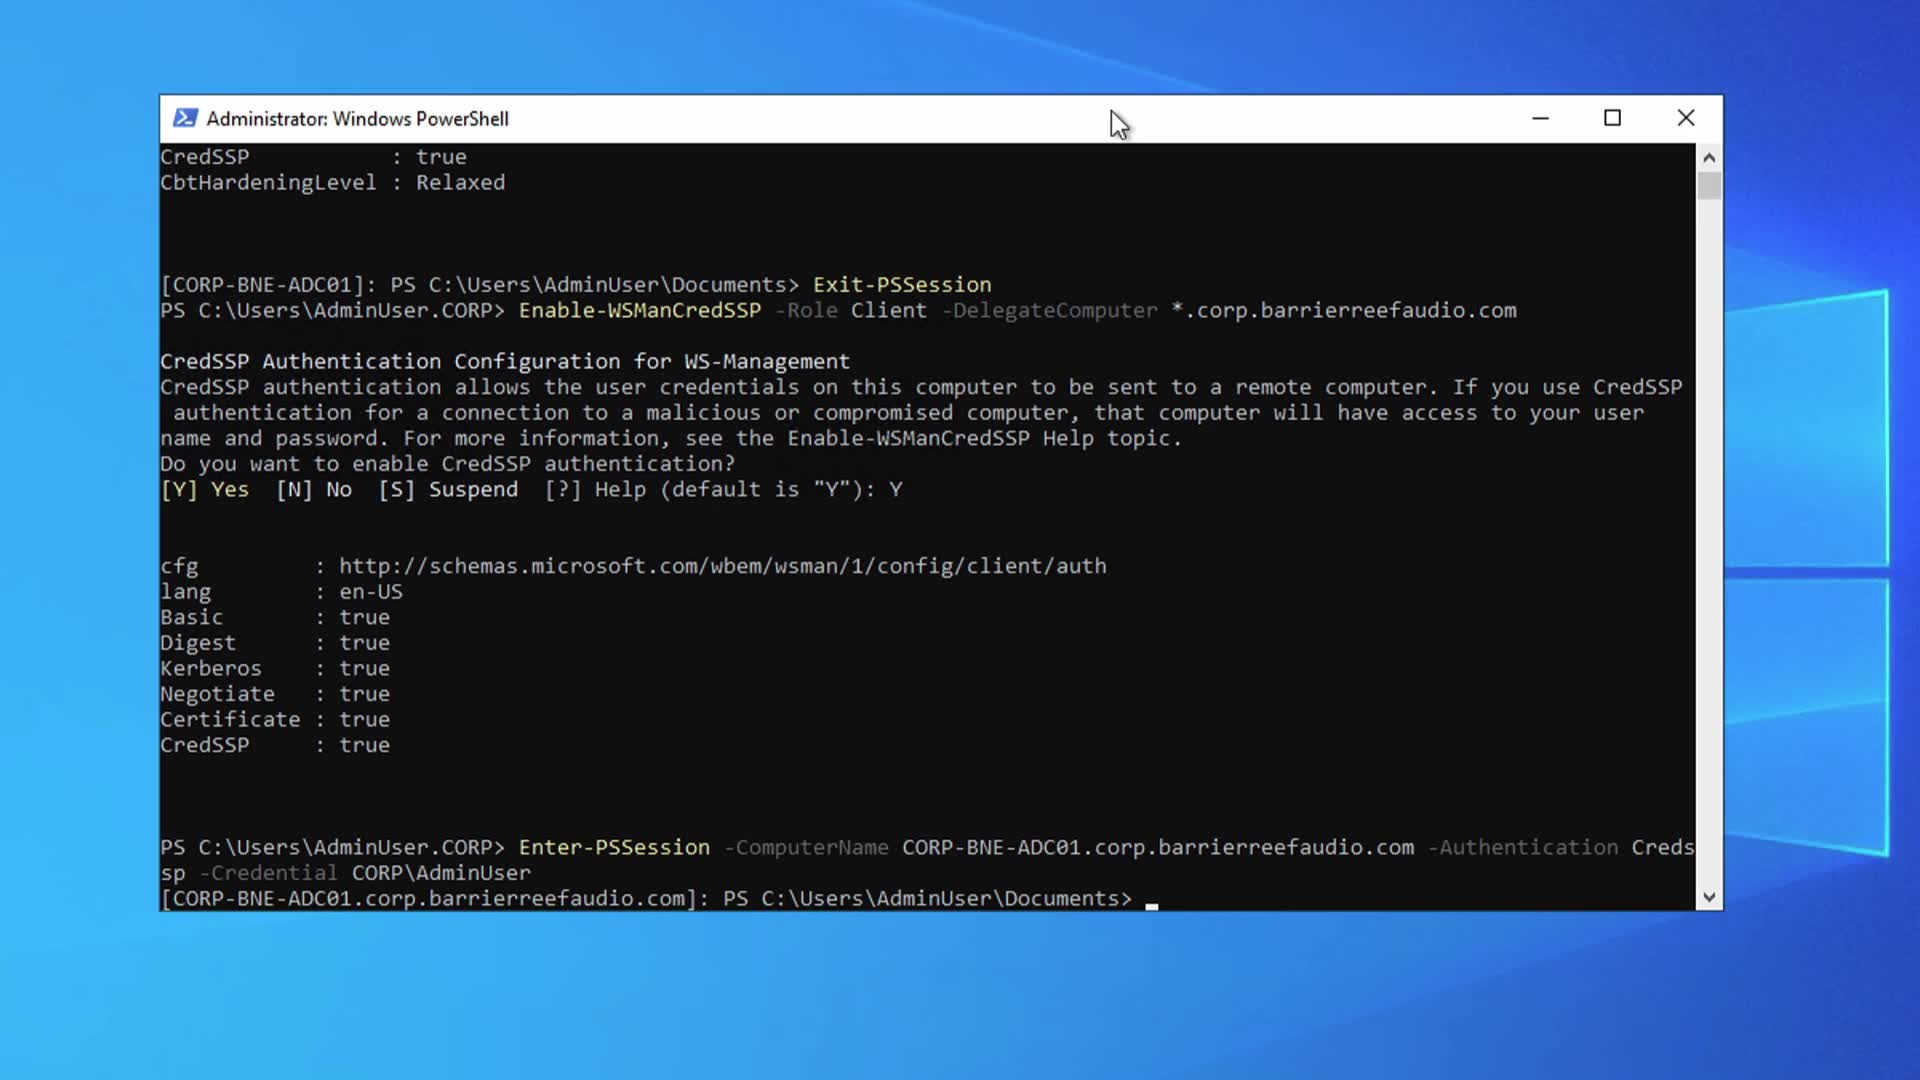 Administrator: Windows PowerShell
CredSSP           : true
CbtHardeningLevel : Relaxed
[CORP-BNE-ADC01]: PS C:\Users\AdminUser\Documents> Exit-PSSession
PS C:\Users\AdminUser.CORP> Enable-WSManCredSSP -Role Client -DelegateComputer *.corp.barrierreefaudio.com
CredSSP Authentication Configuration for WS-Management
CredSSP authentication allows the user credentials on this computer to be sent to a remote computer. If you use CredSSP
 authentication for a connection to a malicious or compromised computer, that computer will have access to your user
name and password. For more information, see the Enable-WSManCredSSP Help topic.
Do you want to enable CredSSP authentication?
[Y] Yes  [N] No  [S] Suspend  [?] Help (default is "Y"): Y
cfg         : http://schemas.microsoft.com/wbem/wsman/1/config/client/auth
lang        : en-US
Basic       : true
Digest      : true
Kerberos    : true
Negotiate   : true
Certificate : true
CredSSP     : true
PS C:\Users\AdminUser.CORP> Enter-PSSession -ComputerName CORP-BNE-ADC01.corp.barrierreefaudio.com -Authentication Creds
sp -Credential CORP\AdminUser
[CORP-BNE-ADC01.corp.barrierreefaudio.com]: PS C:\Users\AdminUser\Documents>